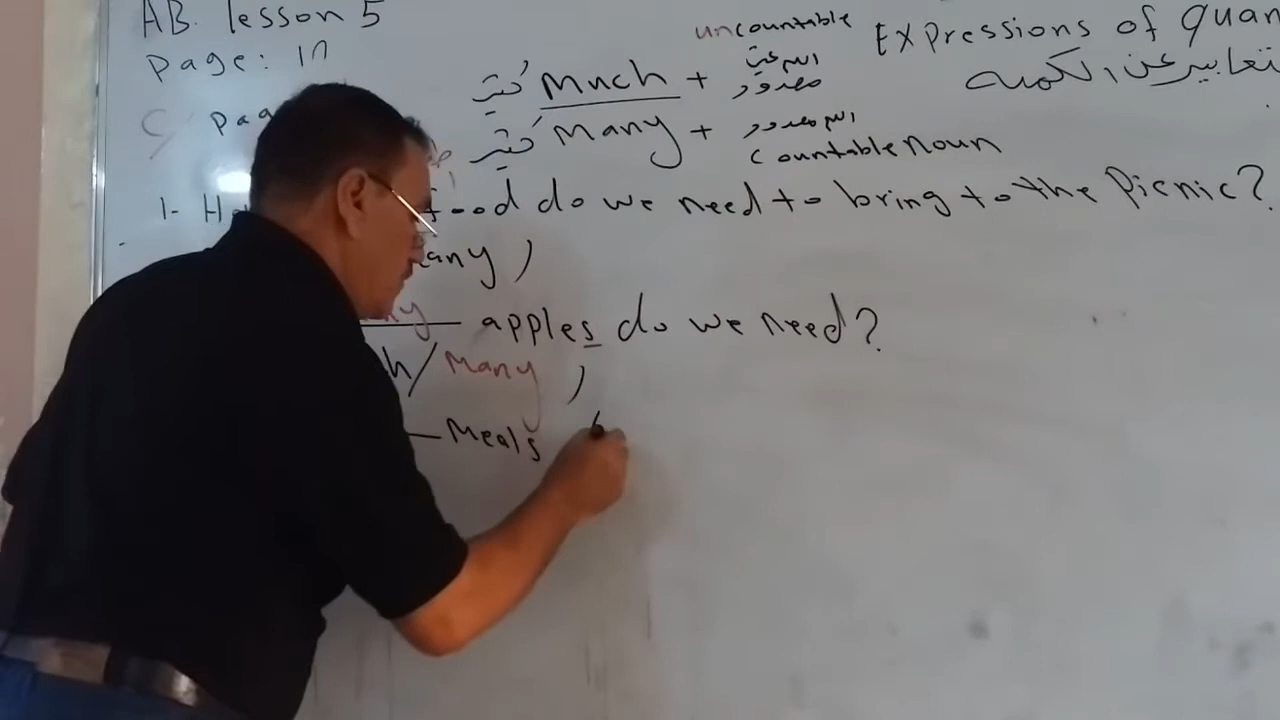 AB. lesson 5
Page: 17
uncountable
Expressions of quan
تعابير عن الكميه
كثير Much + اسم غير معدود
كثير Many + اسم معدود
Countable Noun
1- food do we need to bring to the Picnic?
any )
apples do we need?
h/Many )
Meals